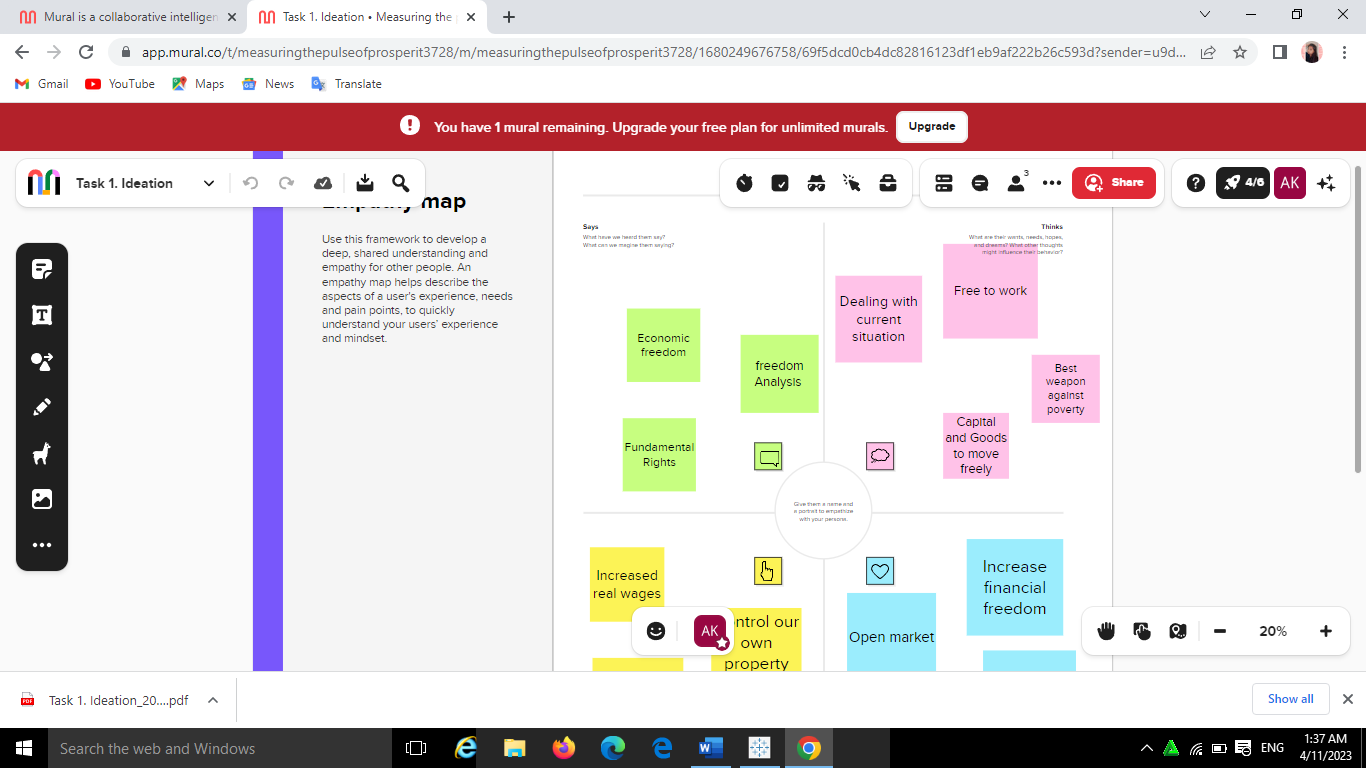 Mural is a collaborative intelligen
Task 1. Ideation • Measuring the p
app.mural.co/t/measuringthepulseofprosperit3728/m/measuringthepulseofprosperit3728/1680249676758/69f5dcd0cb4dc82816123df1eb9af222b26c593d?sender=u9d...
Gmail
YouTube
Maps
News
Translate
You have 1 mural remaining. Upgrade your free plan for unlimited murals.
Upgrade
Task 1. Ideation
3
Share
4/6
AK
Empathy map
Use this framework to develop a
deep, shared understanding and
empathy for other people. An
empathy map helps describe the
aspects of a user's experience, needs
and pain points, to quickly
understand your users' experience
and mindset.
Says
What have we heard them say?
What can we imagine them saying?
Thinks
What are their wants, needs, hopes,
and dreams? What other thoughts
might influence their behavior?
Economic
freedom
freedom
Analysis
Fundamental
Rights
Dealing with
current
situation
Free to work
Best
weapon
against
poverty
Capital
and Goods
to move
freely
Give them a name and
a portrait to empathize
with your persona.
Increased
real wages
ontrol our
own
property
Open market
Increase
financial
freedom
AK
20%
Task 1. Ideation_20....pdf
Show all
Search the web and Windows
ENG
1:37 AM
4/11/2023